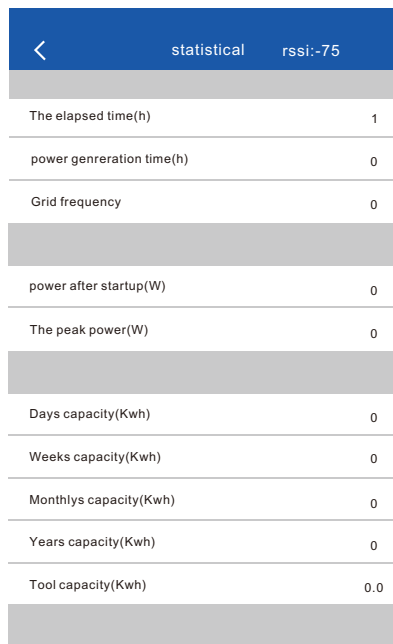 statistical rssi:-75
The elapsed time(h) 1
power genreration time(h) 0
Grid frequency 0
power after startup(W) 0
The peak power(W) 0
Days capacity(Kwh) 0
Weeks capacity(Kwh) 0
Monthlys capacity(Kwh) 0
Years capacity(Kwh) 0
Tool capacity(Kwh) 0.0